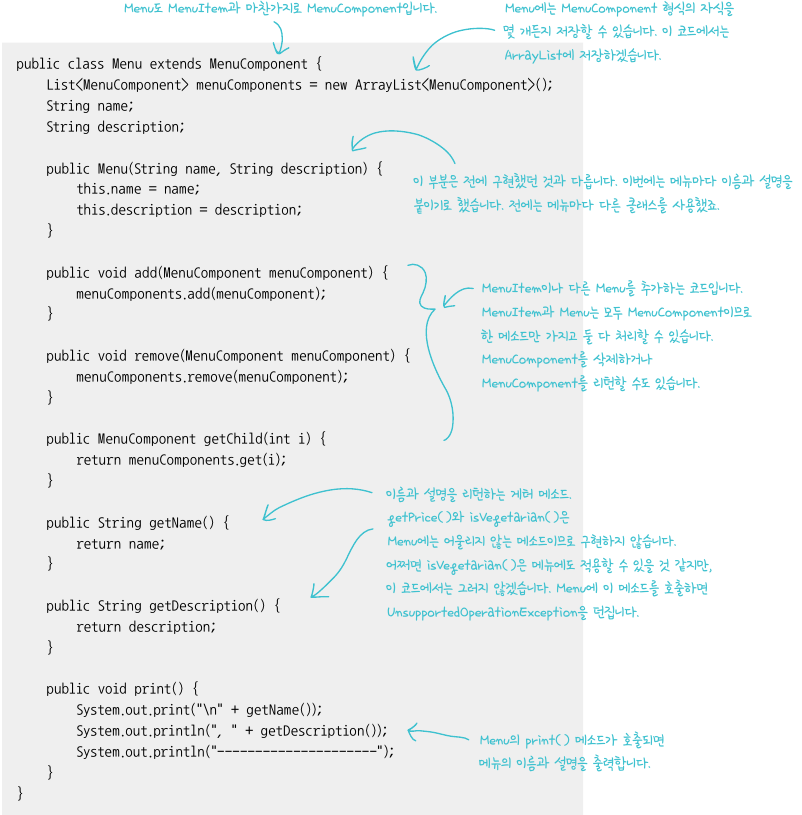 Menu도 MenuItem과 마찬가지로 MenuComponent입니다.
Menu에는 MenuComponent 형식의 자식을
몇 개든지 저장할 수 있습니다. 이 코드에서는
ArrayList에 저장하겠습니다.
public class Menu extends MenuComponent {
List<MenuComponent> menuComponents = new ArrayList<MenuComponent>();
String name;
String description;
public Menu(String name, String description) {
this.name = name;
this.description = description;
}
이 부분은 전에 구현했던 것과 다릅니다. 이번에는 메뉴마다 이름과 설명을
붙이기로 했습니다. 전에는 메뉴마다 다른 클래스를 사용했죠.
public void add(MenuComponent menuComponent) {
menuComponents.add(menuComponent);
}
public void remove(MenuComponent menuComponent) {
menuComponents.remove(menuComponent);
}
public MenuComponent getChild(int i) {
return menuComponents.get(i);
}
MenuItem이나 다른 Menu를 추가하는 코드입니다.
MenuItem과 Menu는 모두 MenuComponent이므로
한 메소드만 가지고 둘 다 처리할 수 있습니다.
MenuComponent를 삭제하거나
MenuComponent를 리턴할 수도 있습니다.
public String getName() {
return name;
}
public String getDescription() {
return description;
}
이름과 설명을 리턴하는 게터 메소드.
getPrice()와 isVegetarian()은
Menu에는 어울리지 않는 메소드이므로 구현하지 않습니다.
어쩌면 isVegetarian()은 메뉴에도 적용할 수 있을 것 같지만,
이 코드에서는 그러지 않겠습니다. Menu에 이 메소드를 호출하면
UnsupportedOperationException을 던집니다.
public void print() {
System.out.print("\n" + getName());
System.out.println(", " + getDescription());
System.out.println("---------------------");
}
}
Menu의 print() 메소드가 호출되면
메뉴의 이름과 설명을 출력합니다.